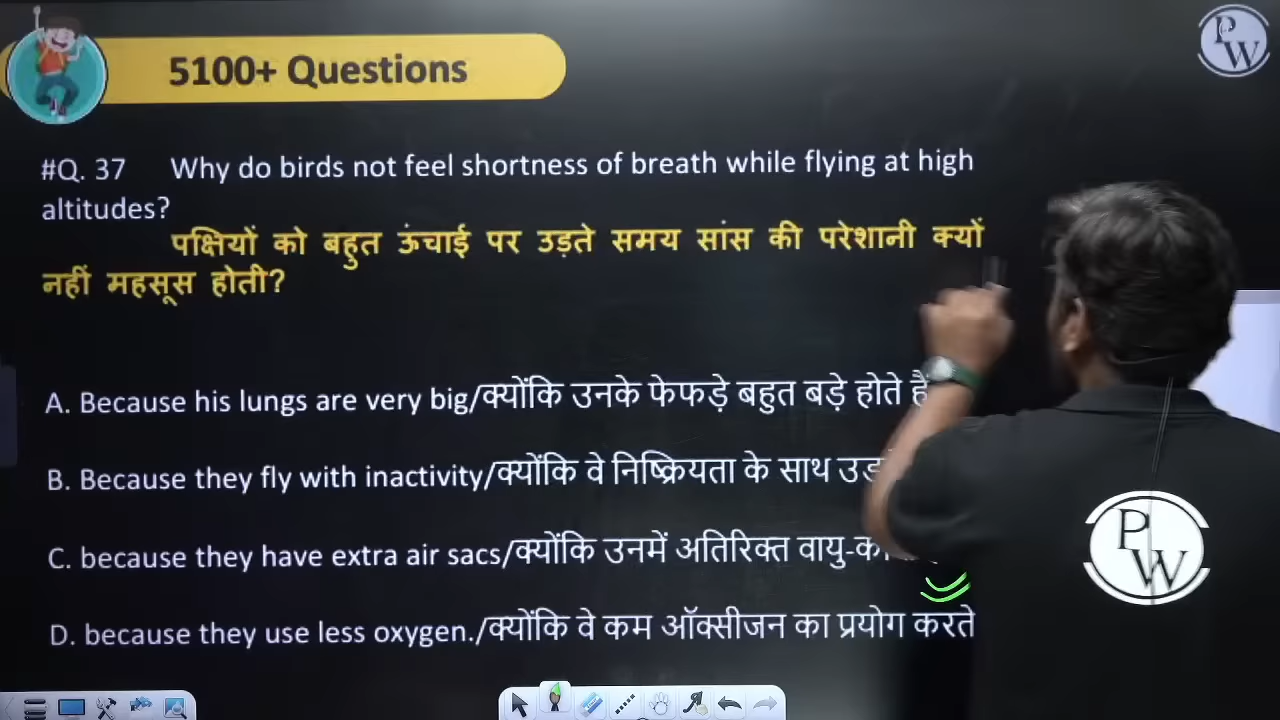 5100+ Questions
PW
#Q. 37 Why do birds not feel shortness of breath while flying at high
altitudes?
पक्षियों को बहुत ऊंचाई पर उड़ते समय सांस की परेशानी क्यों
नहीं महसूस होती?
A. Because his lungs are very big/क्योंकि उनके फेफड़े बहुत बड़े होते हैं
B. Because they fly with inactivity/क्योंकि वे निष्क्रियता के साथ
C. because they have extra air sacs/क्योंकि उनमें अतिरिक्त
D. because they use less oxygen./क्योंकि वे कम ऑक्सीजन का प्रयोग करते
PW